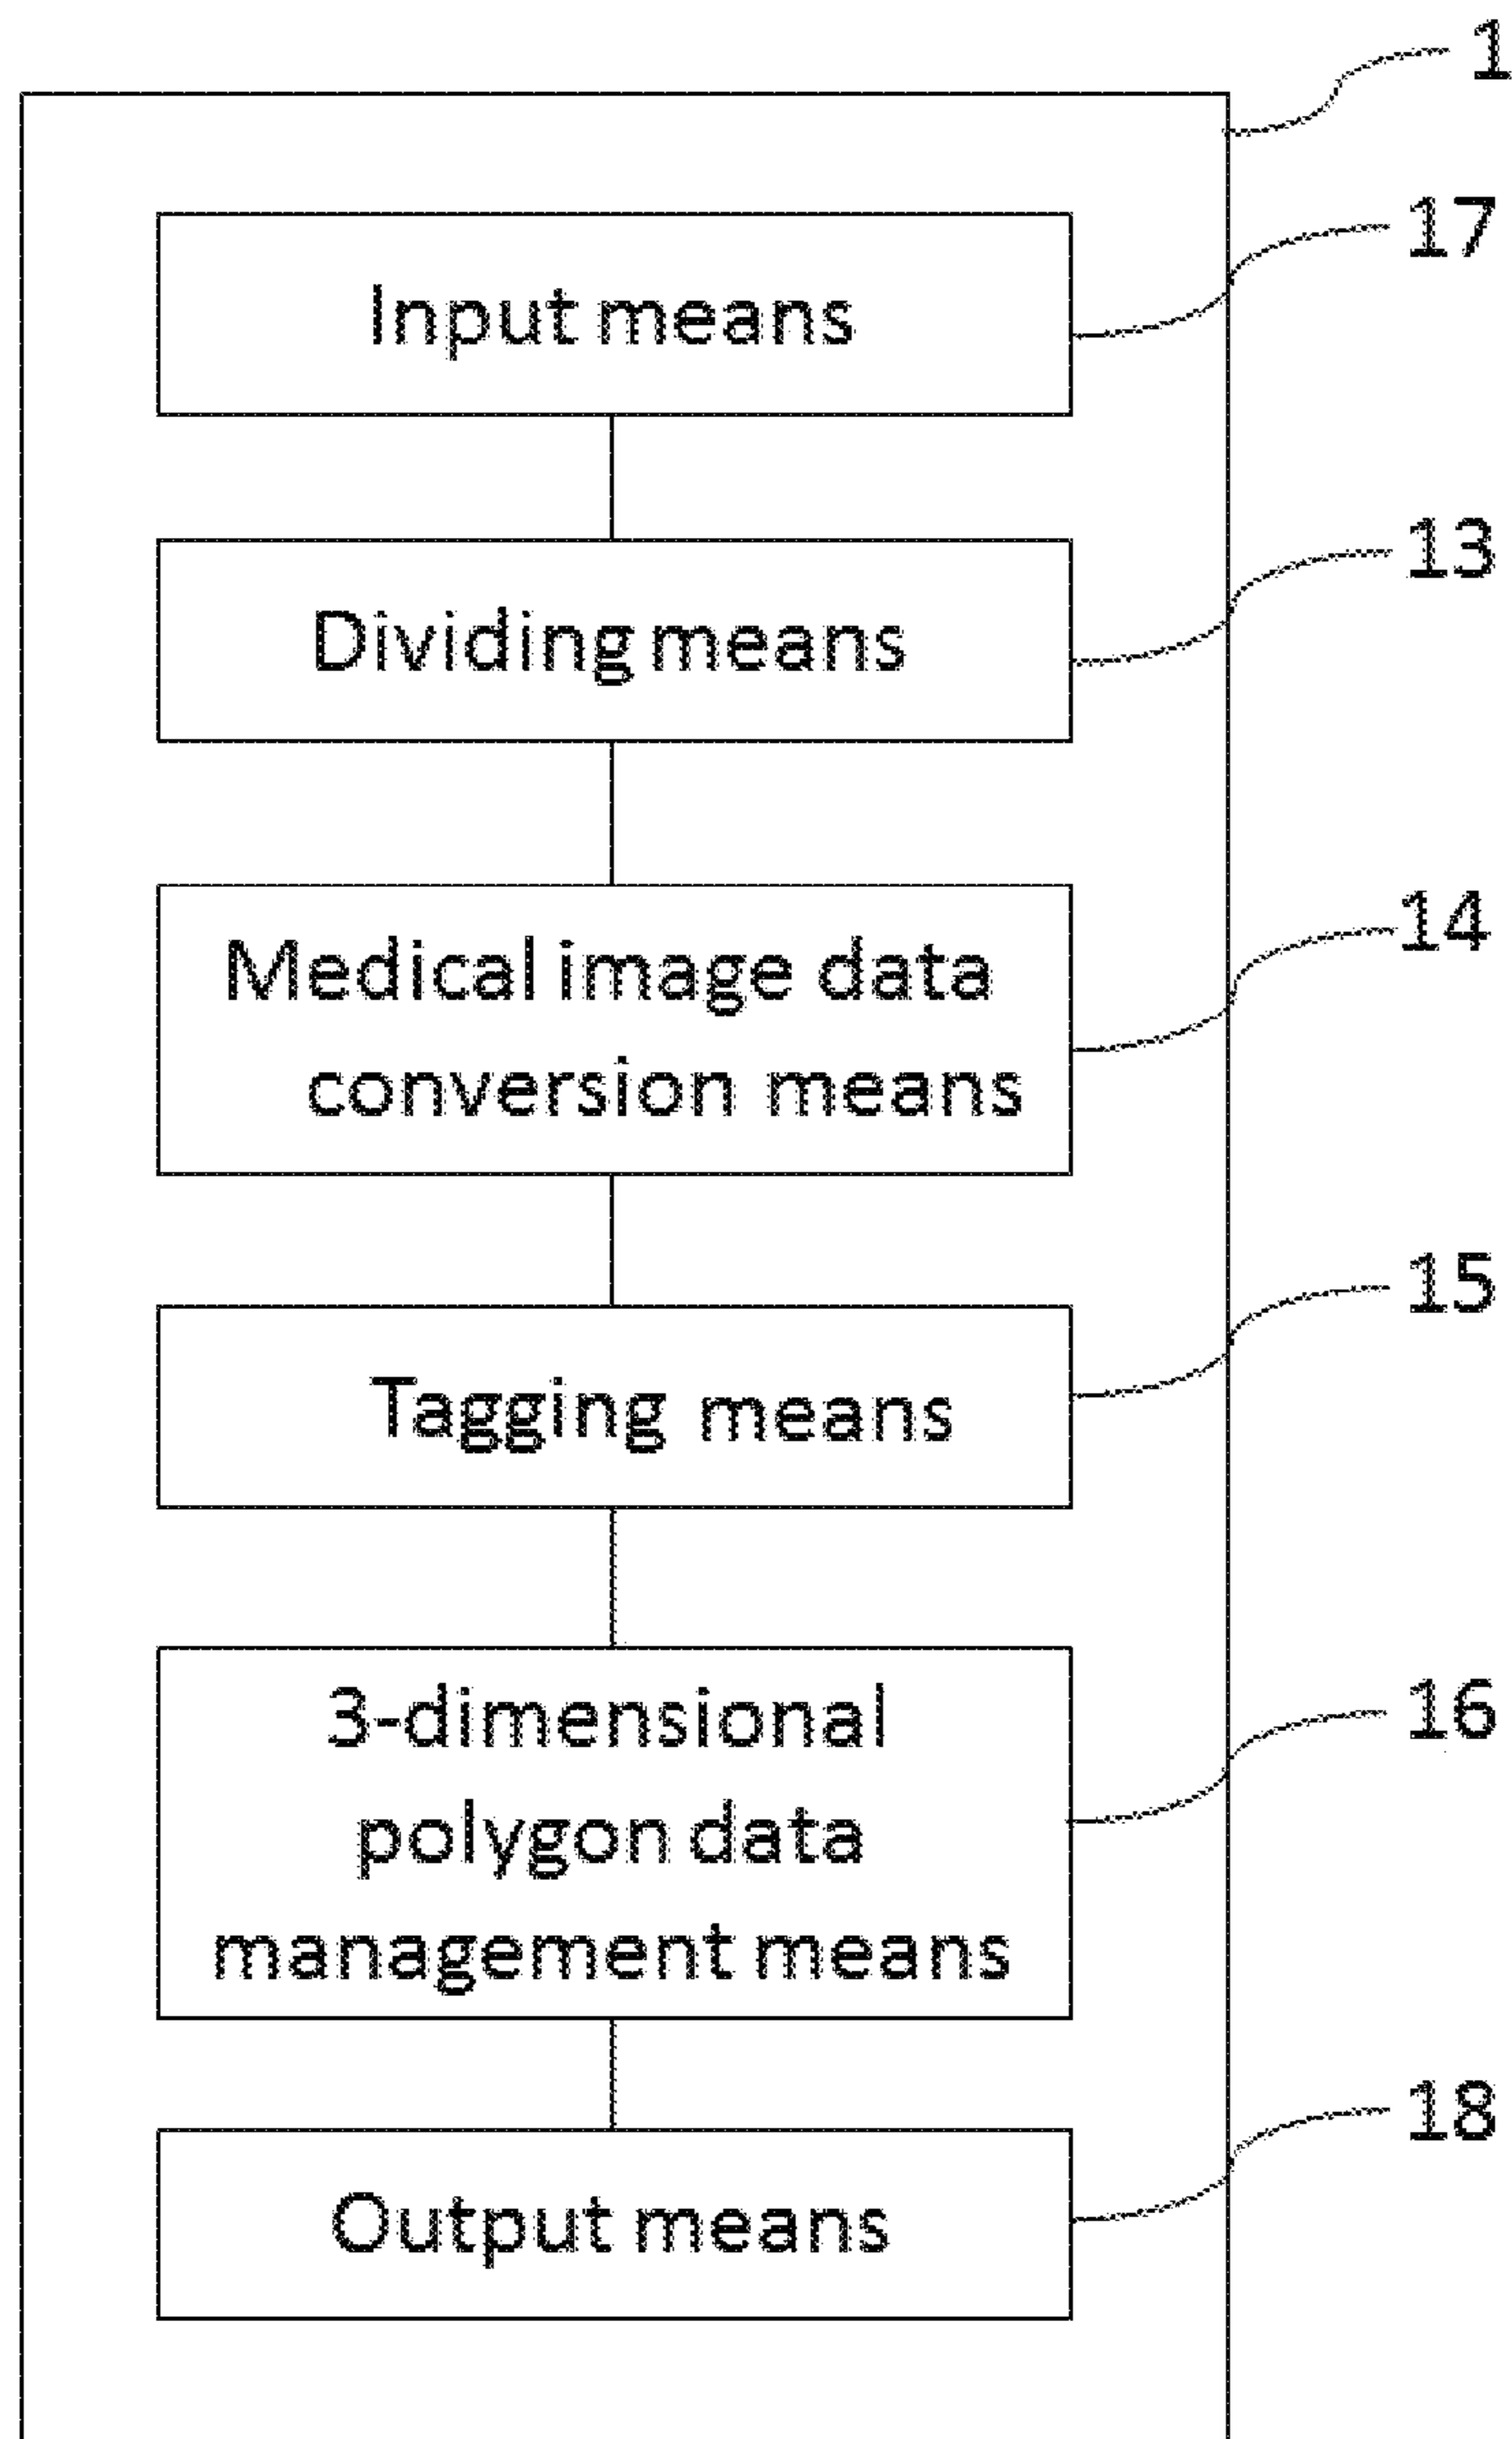 1
17
Input means
13
Dividing means
14
Medical image data
conversion means
15
Tagging means
16
3-dimensional
polygon data
management means
18
Output means